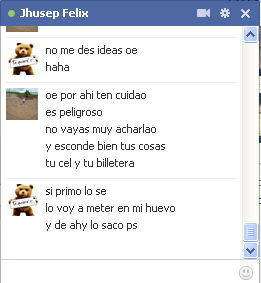 Jhusep Felix
no me des ideas oe
haha
oe por ahi ten cuidao
es peligroso
no vayas muy acharlao
y esconde bien tus cosas
tu cel y tu billetera
si primo lo se
lo voy a meter en mi huevo
y de ahy lo saco ps